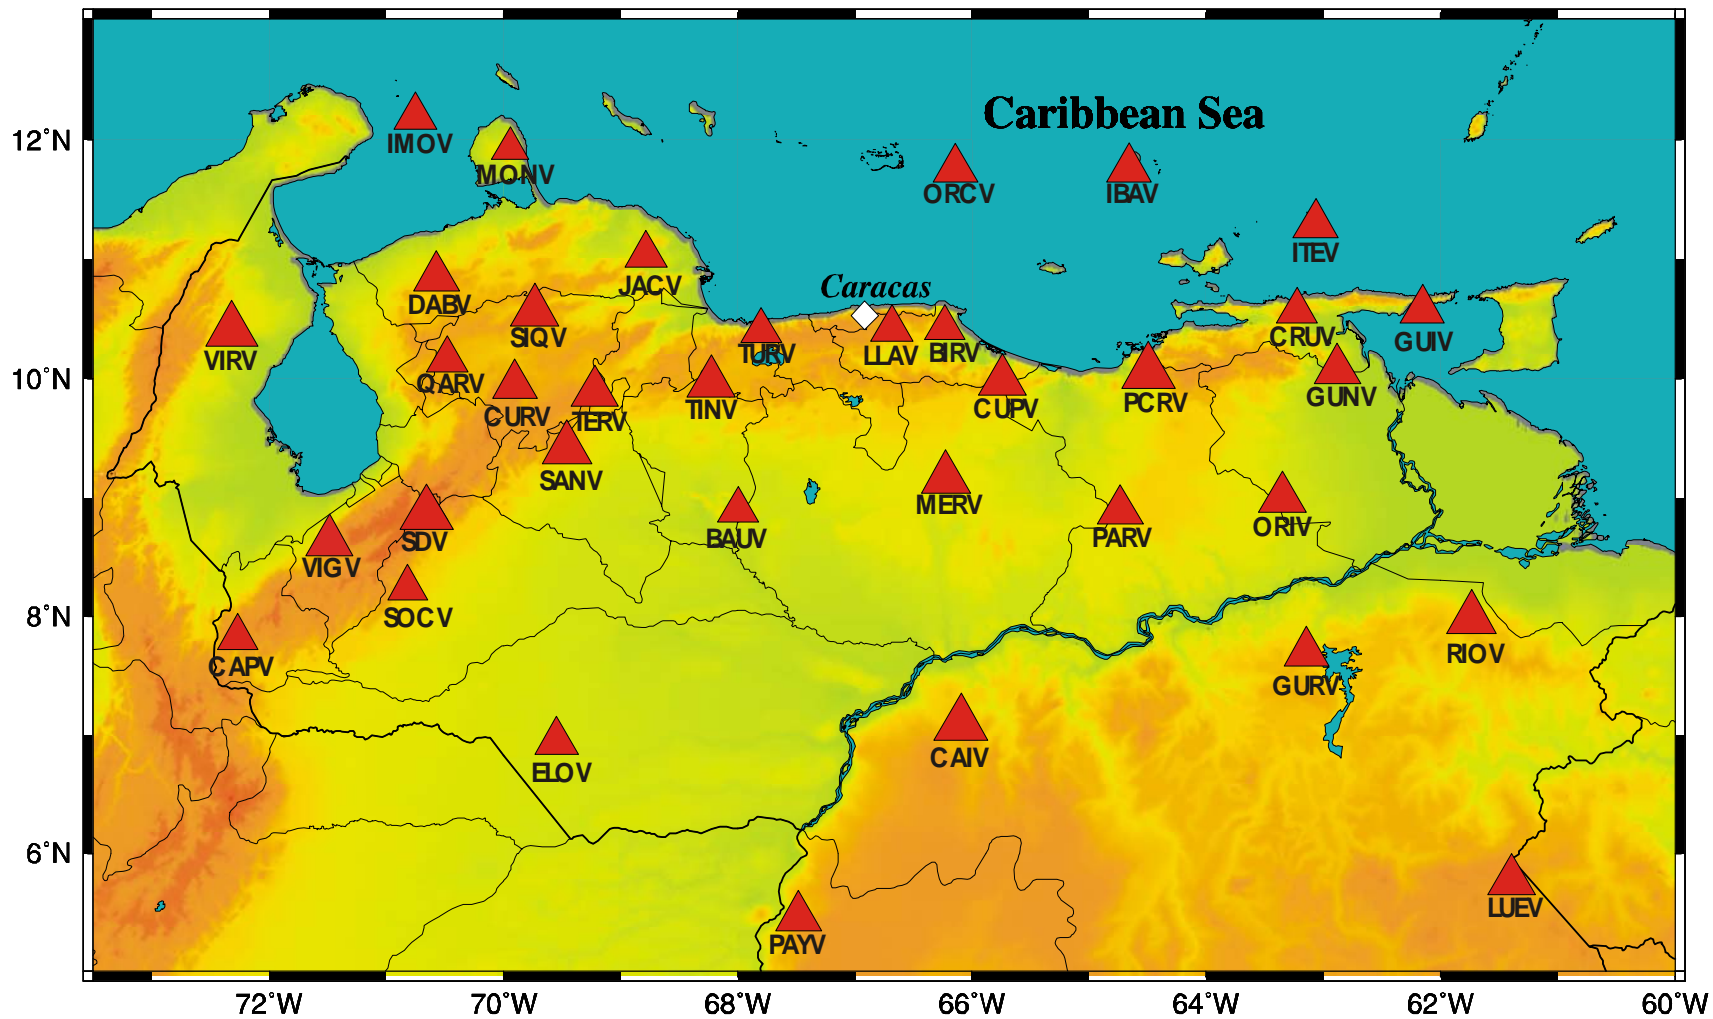 Caribbean Sea
12°N
IMOV
MONV
ORCV
IBAV
ITEV
Caracas
JACV
DABV
SIQV
VIRV
TURV
LLAV
BIRV
CRUV
GUIV
10°N
QARV
CURV
TERV
TINV
CUPV
PCRV
GUNV
SANV
MERV
BAUV
PARV
ORIV
SDV
VIGV
SOCV
8°N
CAPV
RIOV
GURV
CAIV
ELOV
6°N
LUEV
PAYV
72°W
70°W
68°W
66°W
64°W
62°W
60°W